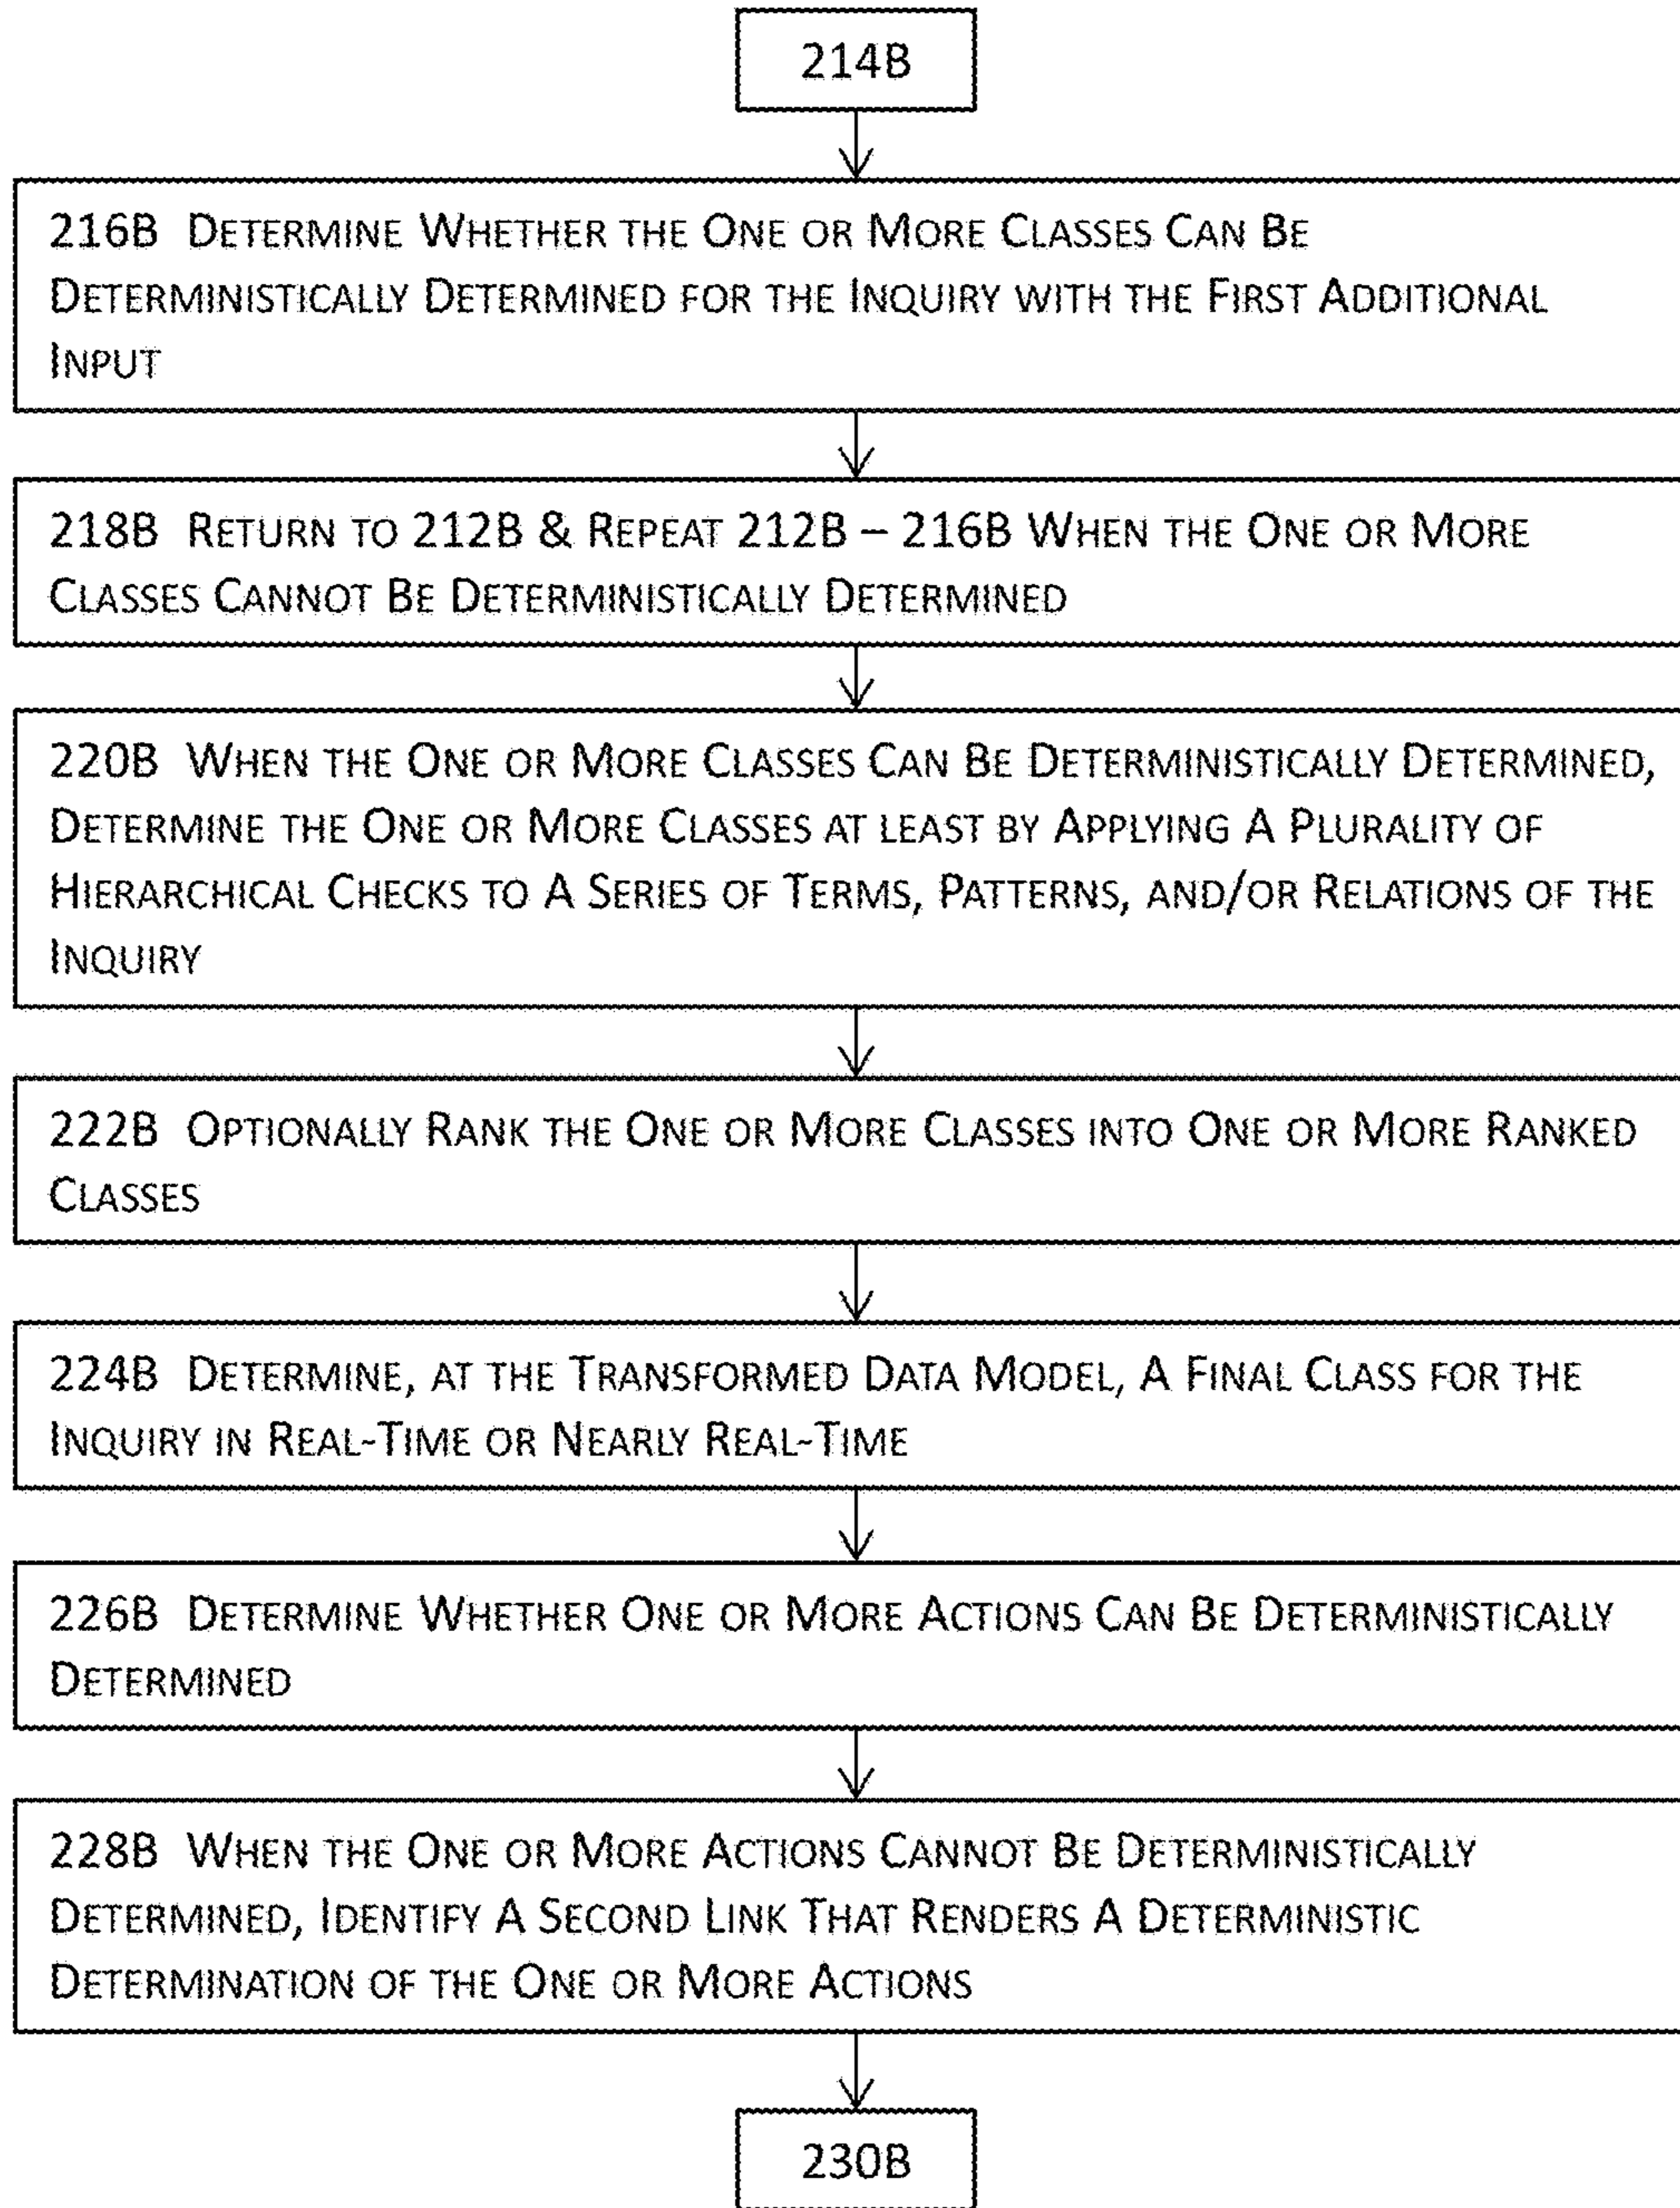 214B
216B DETERMINE WHETHER THE ONE OR MORE CLASSES CAN BE
DETERMINISTICALLY DETERMINED FOR THE INQUIRY WITH THE FIRST ADDITIONAL
INPUT
218B RETURN TO 212B & REPEAT 212B – 216B WHEN THE ONE OR MORE
CLASSES CANNOT BE DETERMINISTICALLY DETERMINED
220B WHEN THE ONE OR MORE CLASSES CAN BE DETERMINISTICALLY DETERMINED,
DETERMINE THE ONE OR MORE CLASSES AT LEAST BY APPLYING A PLURALITY OF
HIERARCHICAL CHECKS TO A SERIES OF TERMS, PATTERNS, AND/OR RELATIONS OF THE
INQUIRY
222B OPTIONALLY RANK THE ONE OR MORE CLASSES INTO ONE OR MORE RANKED
CLASSES
224B DETERMINE, AT THE TRANSFORMED DATA MODEL, A FINAL CLASS FOR THE
INQUIRY IN REAL-TIME OR NEARLY REAL-TIME
226B DETERMINE WHETHER ONE OR MORE ACTIONS CAN BE DETERMINISTICALLY
DETERMINED
228B WHEN THE ONE OR MORE ACTIONS CANNOT BE DETERMINISTICALLY
DETERMINED, IDENTIFY A SECOND LINK THAT RENDERS A DETERMINISTIC
DETERMINATION OF THE ONE OR MORE ACTIONS
230B